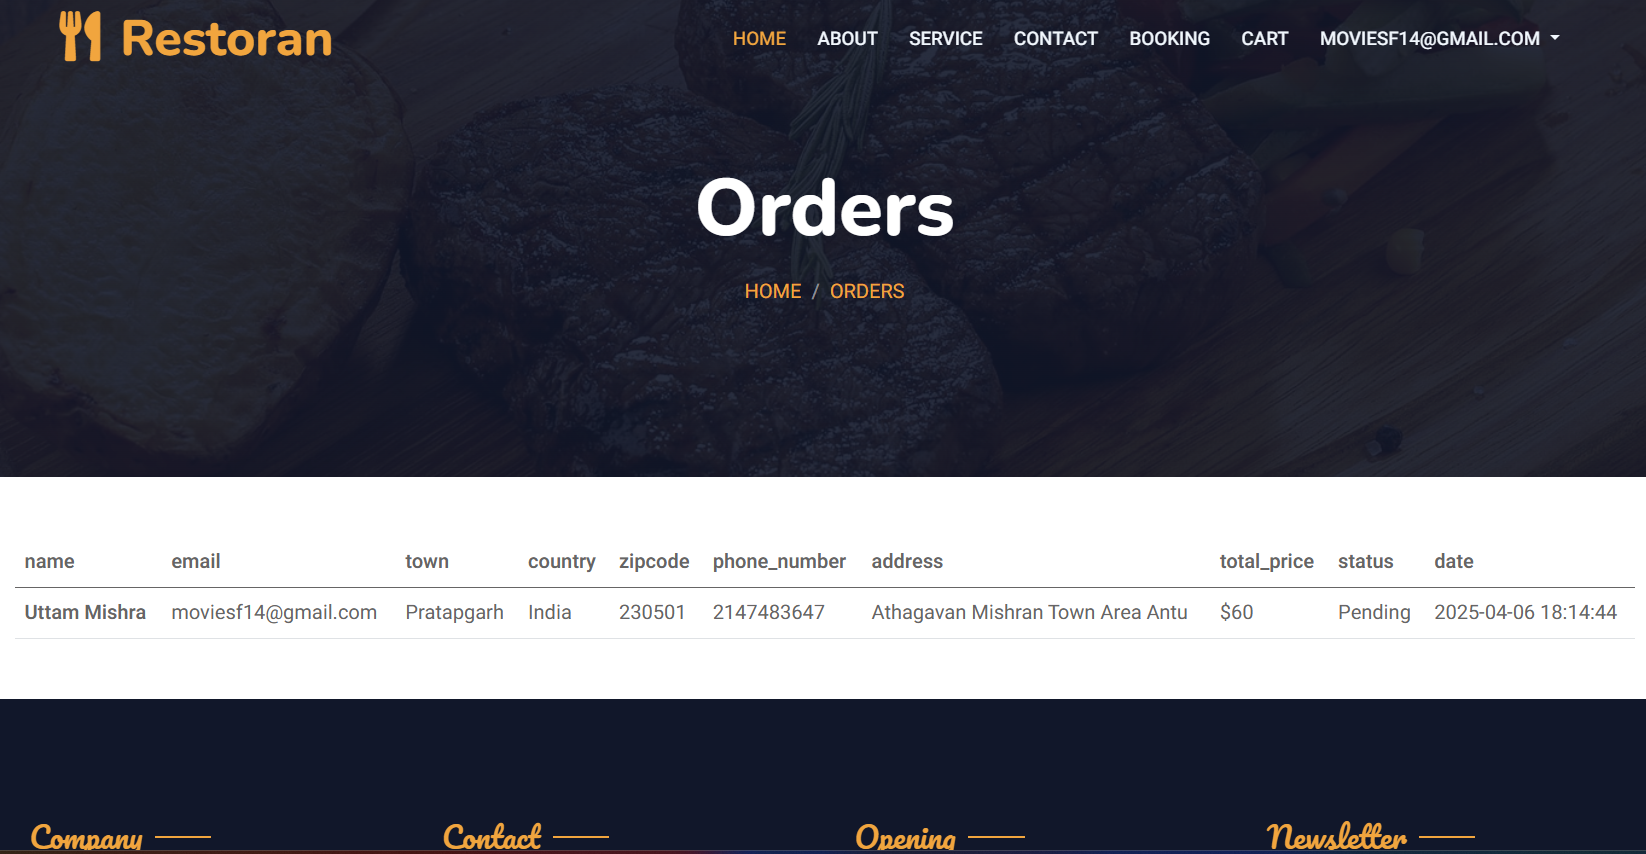 Restoran
HOME ABOUT SERVICE CONTACT BOOKING CART MOVIESF14@GMAIL.COM
Orders
HOME / ORDERS
name email town country zipcode phone_number address total_price status date
Uttam Mishra moviesf14@gmail.com Pratapgarh India 230501 2147483647 Athagavan Mishran Town Area Antu $60 Pending 2025-04-06 18:14:44
Company Contact Opening Newsletter